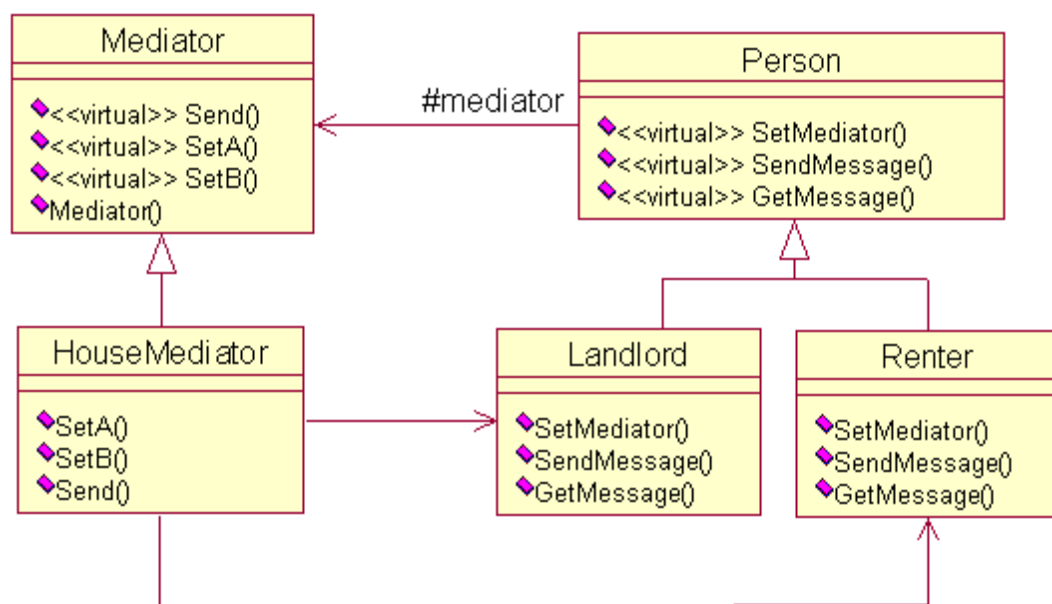 Mediator
<<virtual>> Send()
<<virtual>> SetA()
<<virtual>> SetB()
Mediator()
#mediator
Person
<<virtual>> SetMediator()
<<virtual>> SendMessage()
<<virtual>> GetMessage()
HouseMediator
SetA()
SetB()
Send()
Landlord
SetMediator()
SendMessage()
GetMessage()
Renter
SetMediator()
SendMessage()
GetMessage()